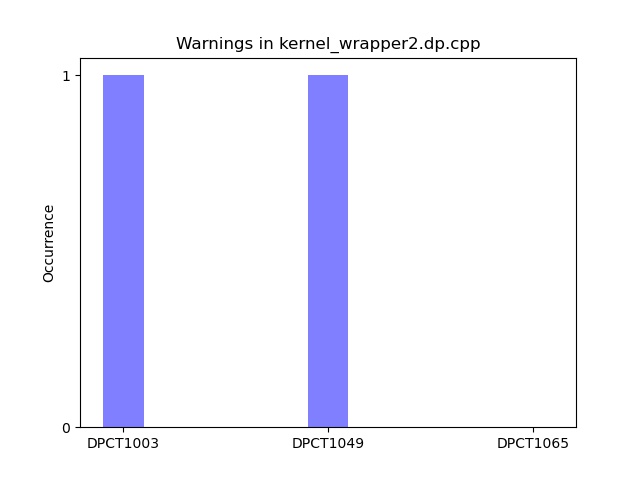 Warnings in kernel_wrapper2.dp.cpp
1
Occurrence
0
DPCT1003 DPCT1049 DPCT1065